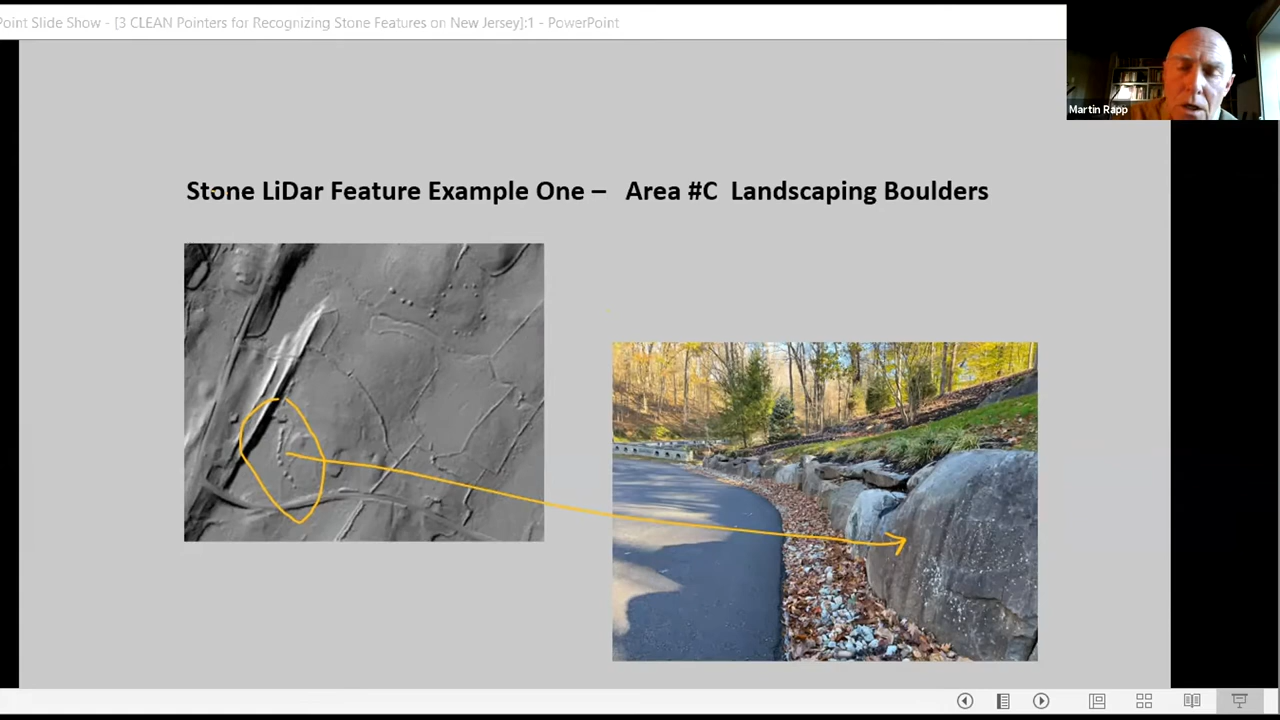 Point Slide Show - [3 CLEAN Pointers for Recognizing Stone Features on New Jersey]:1 - PowerPoint
Martin Rapp
Stone LiDar Feature Example One – Area #C Landscaping Boulders